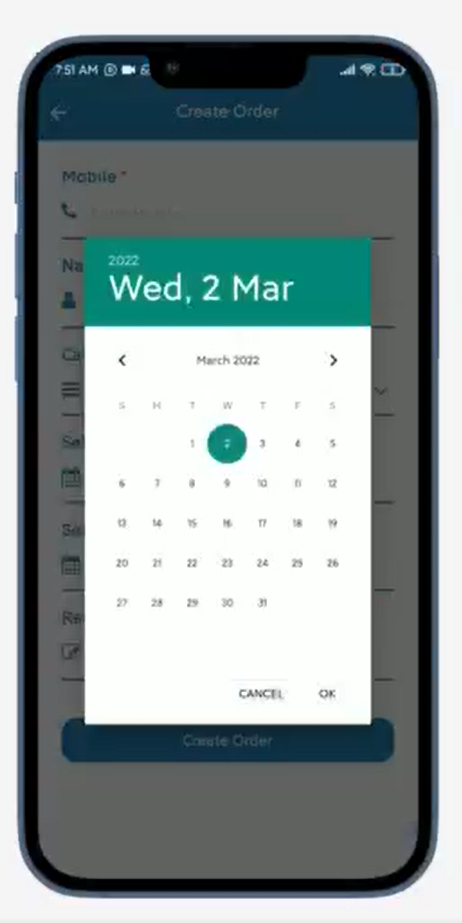 7:51 AM
Create Order
Mobile *
Na
2022
Wed, 2 Mar
Ca
March 2022
S M T W T F S
1 2 3 4 5
6 7 8 9 10 11 12
13 14 15 16 17 18 19
20 21 22 23 24 25 26
27 28 29 30 31
Sal
Re
CANCEL OK
Create Order